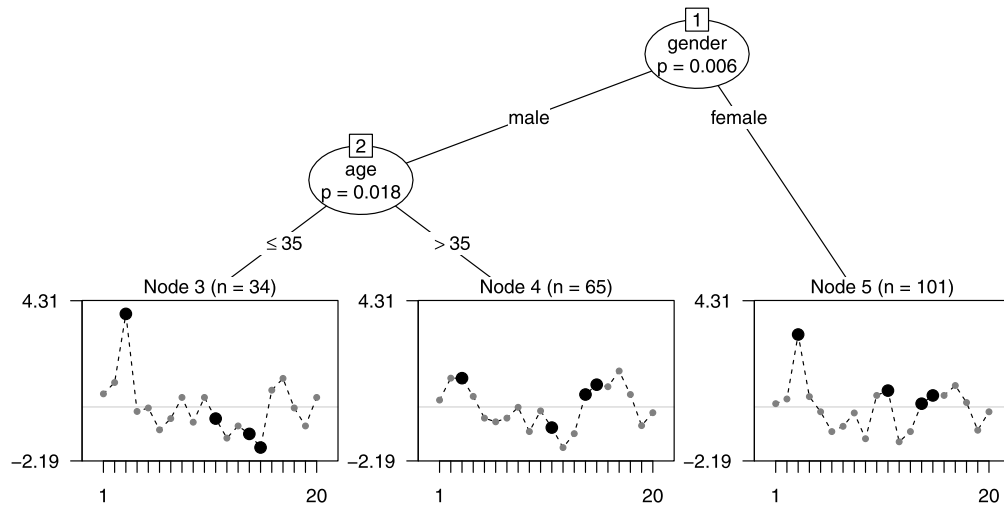 1
gender
p = 0.006
male
female
2
age
p = 0.018
≤ 35
> 35
Node 3 (n = 34)
4.31
−2.19
1
20
Node 4 (n = 65)
4.31
−2.19
1
20
Node 5 (n = 101)
4.31
−2.19
1
20